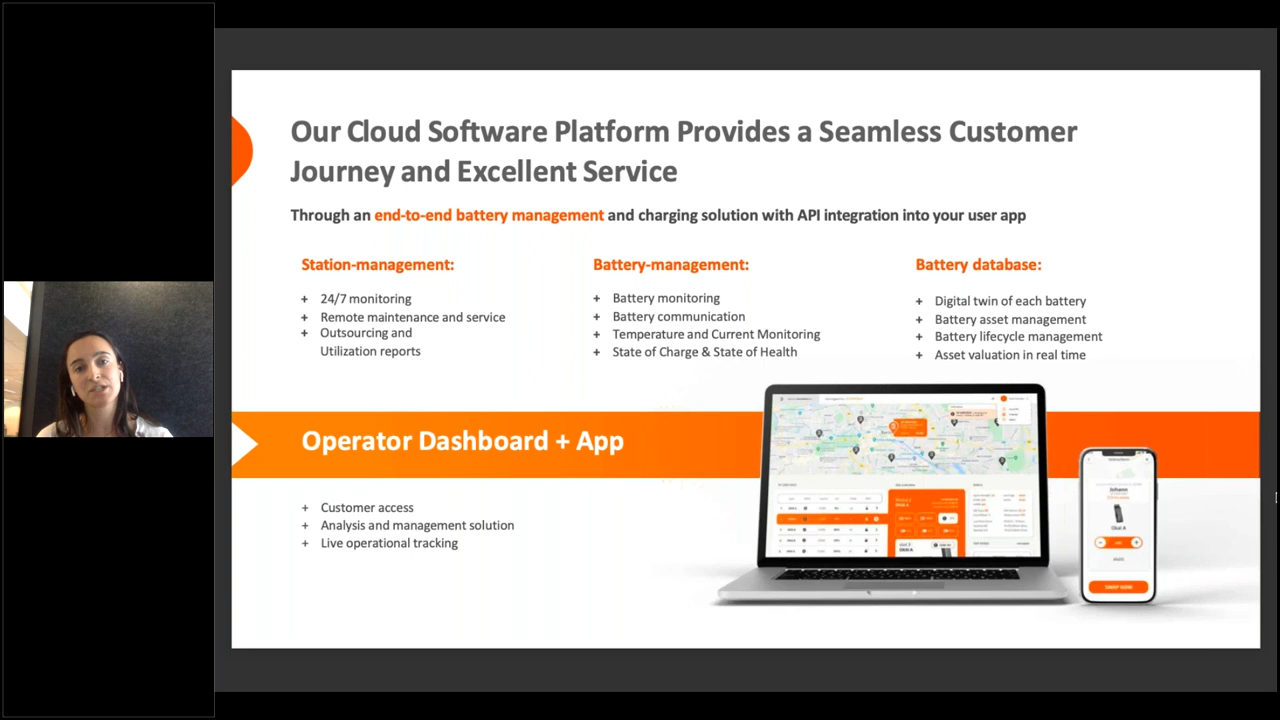 Our Cloud Software Platform Provides a Seamless Customer
Journey and Excellent Service
Through an end-to-end battery management and charging solution with API integration into your user app
Station-management:
+ 24/7 monitoring
+ Remote maintenance and service
+ Outsourcing and
Utilization reports
Battery-management:
+ Battery monitoring
+ Battery communication
+ Temperature and Current Monitoring
+ State of Charge & State of Health
Battery database:
+ Digital twin of each battery
+ Battery asset management
+ Battery lifecycle management
+ Asset valuation in real time
Operator Dashboard + App
+ Customer access
+ Analysis and management solution
+ Live operational tracking
Johann
Okai A
SWAP NOW